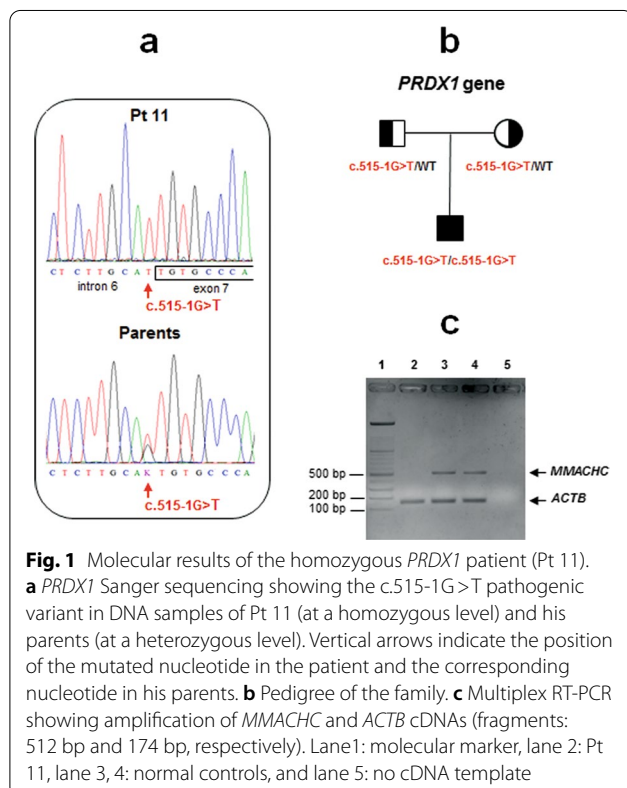 a
Pt 11
C T C T T G C A T T G T G C C C A
intron 6
exon 7
c.515-1G>T
Parents
C T C T T G C A K T G T G C C C A
c.515-1G>T
b
PRDX1 gene
c.515-1G>T/WT
c.515-1G>T/WT
c.515-1G>T/c.515-1G>T
c
1 2 3 4 5
500 bp
200 bp
100 bp
MMACHC
ACTB
Fig. 1 Molecular results of the homozygous PRDX1 patient (Pt 11).
a PRDX1 Sanger sequencing showing the c.515-1G>T pathogenic
variant in DNA samples of Pt 11 (at a homozygous level) and his
parents (at a heterozygous level). Vertical arrows indicate the position
of the mutated nucleotide in the patient and the corresponding
nucleotide in his parents. b Pedigree of the family. c Multiplex RT-PCR
showing amplification of MMACHC and ACTB cDNAs (fragments:
512 bp and 174 bp, respectively). Lane1: molecular marker, lane 2: Pt
11, lane 3, 4: normal controls, and lane 5: no cDNA template